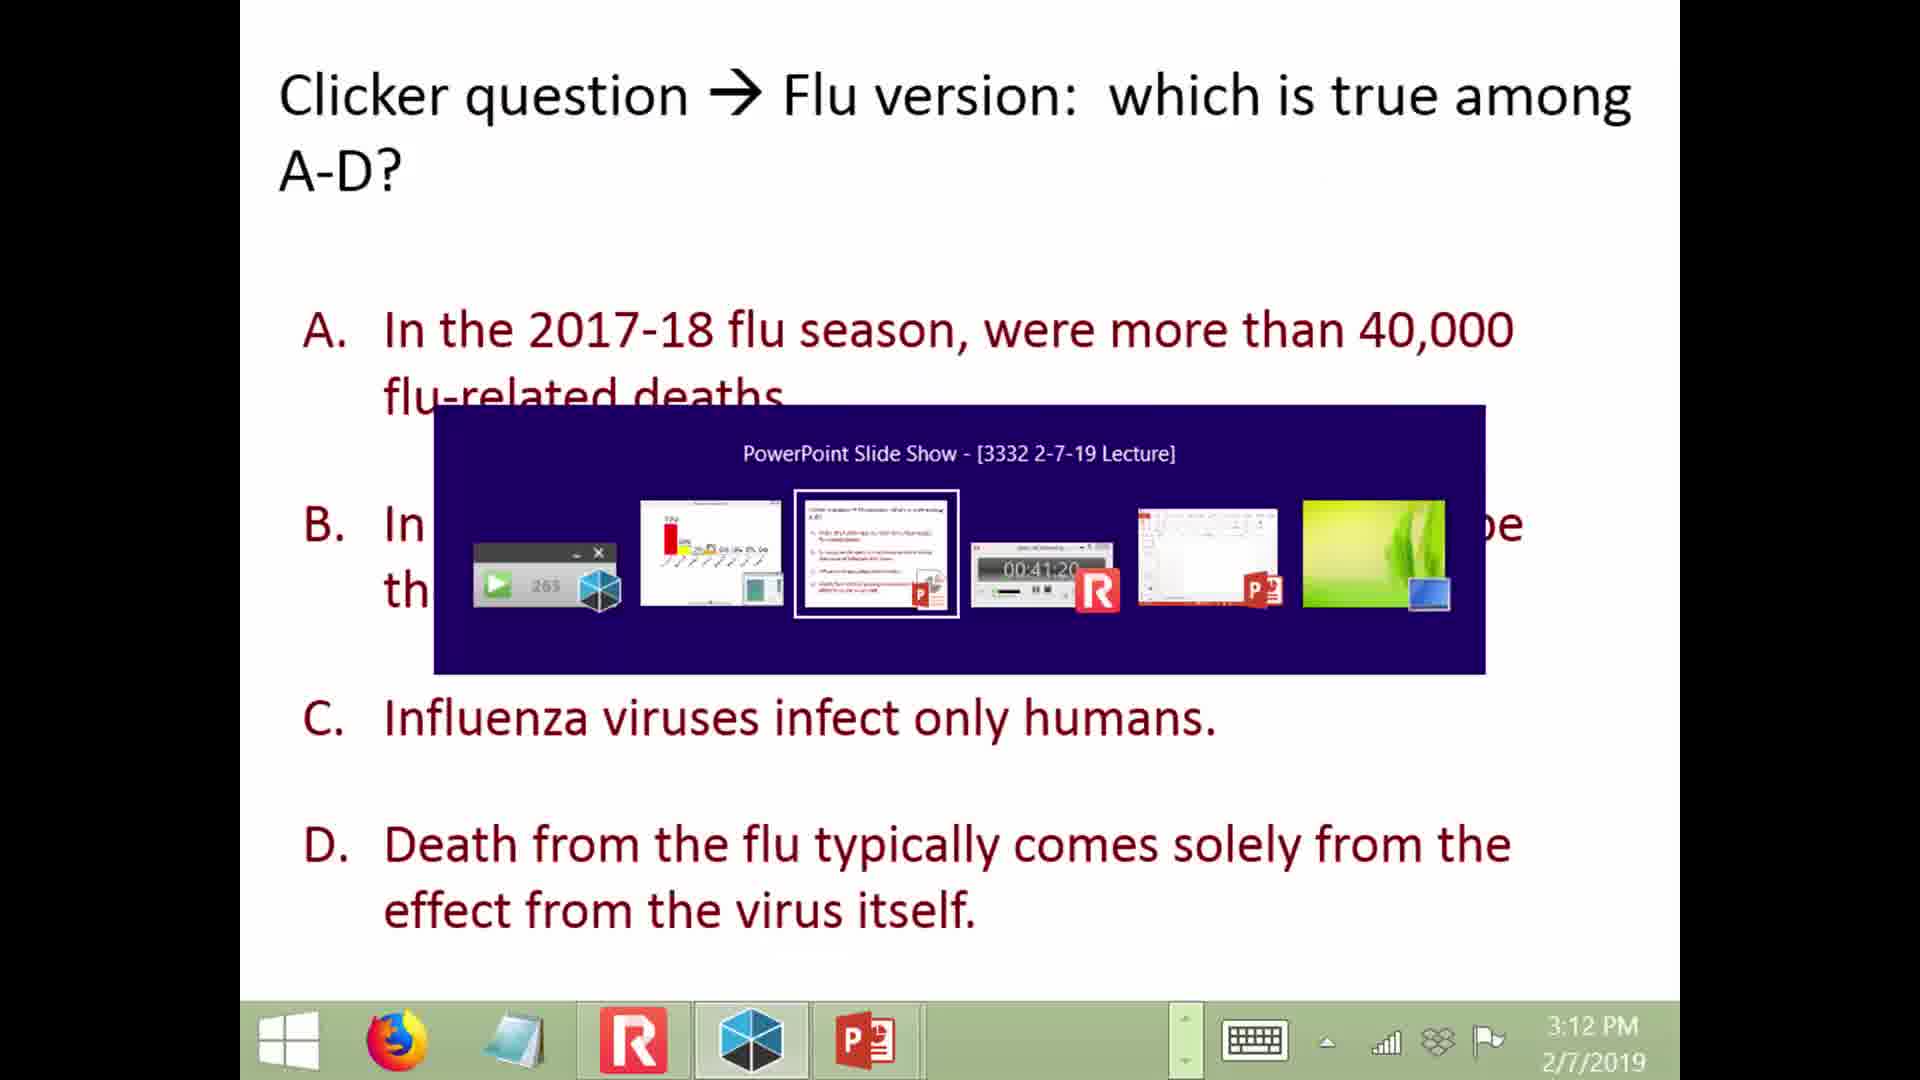 Clicker question → Flu version: which is true among
A-D?
A. In the 2017-18 flu season, were more than 40,000
flu-related deaths
PowerPoint Slide Show - [3332 2-7-19 Lecture]
B. In be
th
263
00:41:20
C. Influenza viruses infect only humans.
D. Death from the flu typically comes solely from the
effect from the virus itself.
3:12 PM
2/7/2019